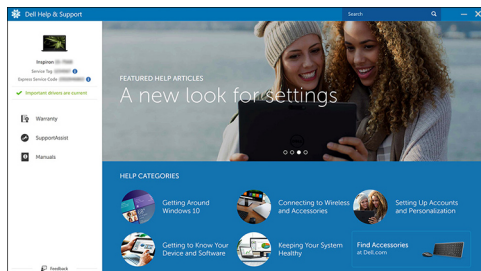 Dell Help & Support
Search
Inspiron
Service Tag
Express Service Code
Important drivers are current
Warranty
SupportAssist
Manuals
Feedback
FEATURED HELP ARTICLES
A new look for settings
HELP CATEGORIES
Getting Around
Windows 10
Connecting to Wireless
and Accessories
Setting Up Accounts
and Personalization
Getting to Know Your
Device and Software
Keeping Your System
Healthy
Find Accessories
at Dell.com